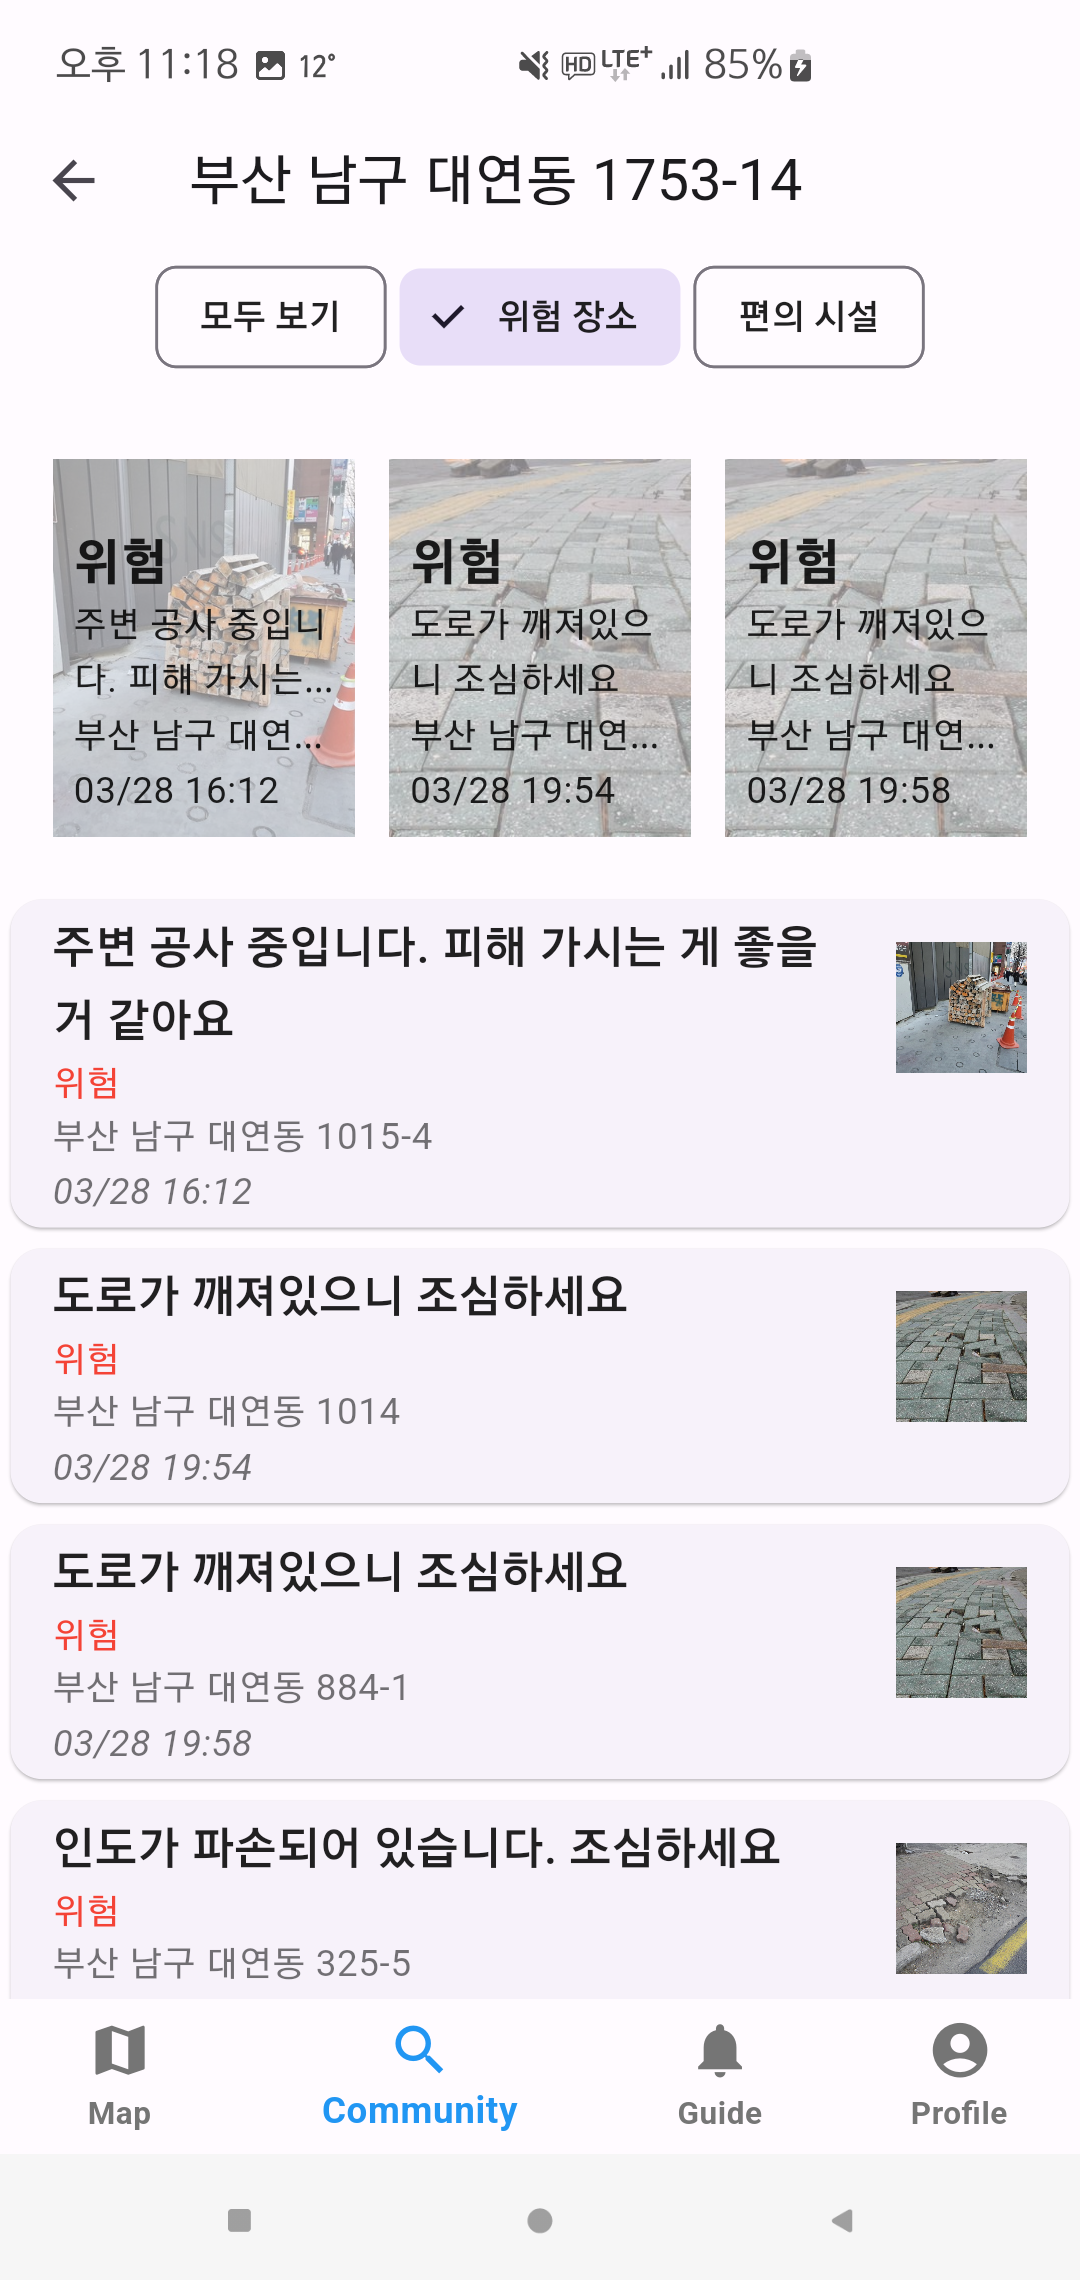 오후 11:18 12°
HD LTE+ 85%
부산 남구 대연동 1753-14
모두 보기
위험 장소
편의 시설
위험
주변 공사 중입니
다. 피해 가시는...
부산 남구 대연...
03/28 16:12
위험
도로가 깨져있으
니 조심하세요
부산 남구 대연...
03/28 19:54
위험
도로가 깨져있으
니 조심하세요
부산 남구 대연...
03/28 19:58
주변 공사 중입니다. 피해 가시는 게 좋을
거 같아요
위험
부산 남구 대연동 1015-4
03/28 16:12
도로가 깨져있으니 조심하세요
위험
부산 남구 대연동 1014
03/28 19:54
도로가 깨져있으니 조심하세요
위험
부산 남구 대연동 884-1
03/28 19:58
인도가 파손되어 있습니다. 조심하세요
위험
부산 남구 대연동 325-5
Map
Community
Guide
Profile